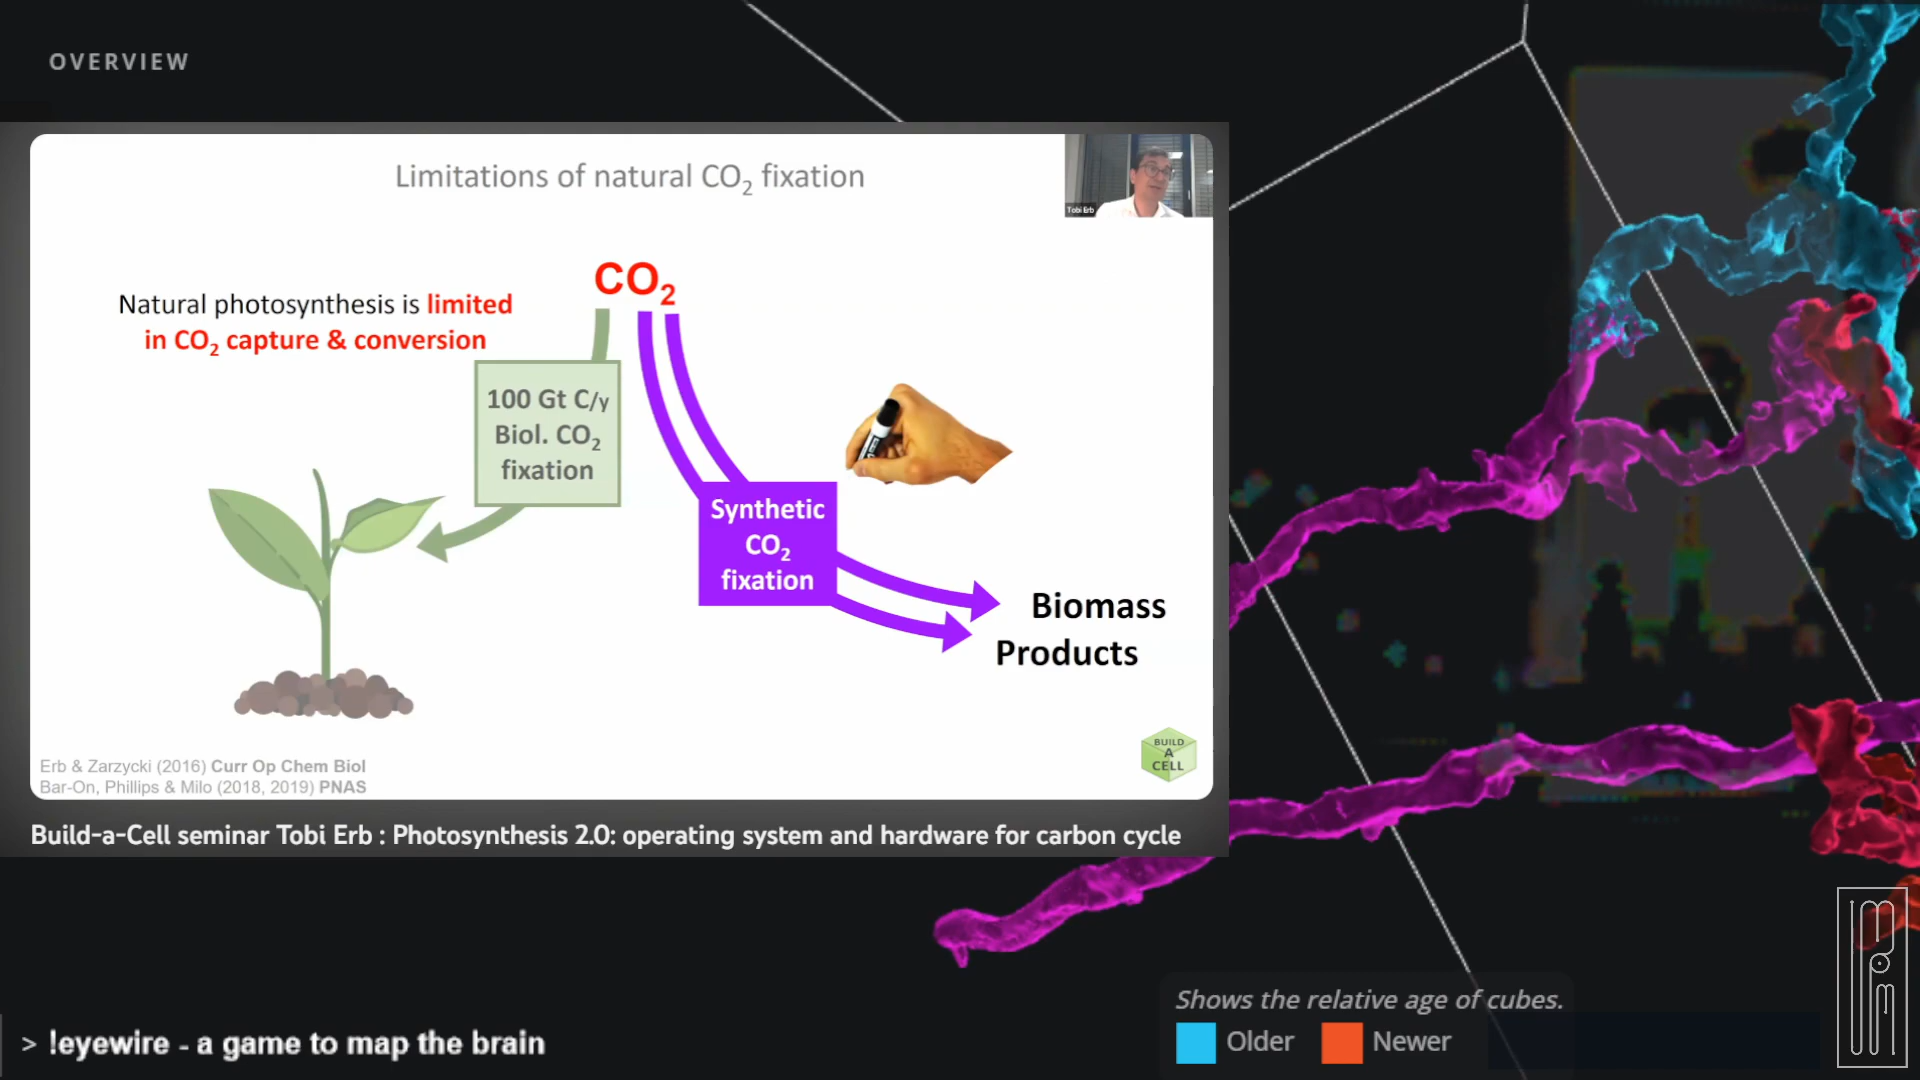 OVERVIEW
Limitations of natural CO₂ fixation
Tobi Erb
CO₂
Natural photosynthesis is limited
in CO₂ capture & conversion
100 Gt C/y
Biol. CO₂
fixation
Synthetic
CO₂
fixation
Biomass
Products
BUILD
A
CELL
Erb & Zarzycki (2016) Curr Op Chem Biol
Bar-On, Phillips & Milo (2018, 2019) PNAS
Build-a-Cell seminar Tobi Erb : Photosynthesis 2.0: operating system and hardware for carbon cycle
Shows the relative age of cubes.
Older Newer
> !eyewire - a game to map the brain